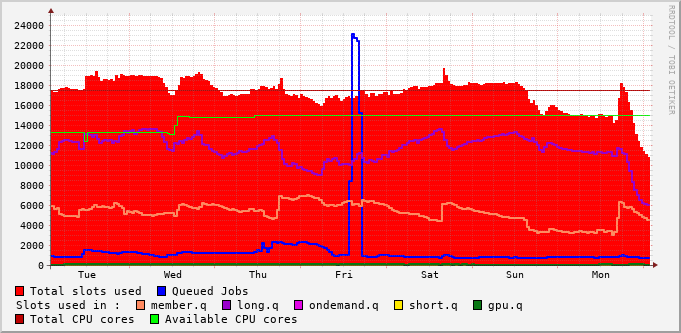 RRDTOOL / TOBI OETIKER
24000
22000
20000
18000
16000
14000
12000
10000
8000
6000
4000
2000
0
Tue Wed Thu Fri Sat Sun Mon
Total slots used Queued Jobs
Slots used in : member.q long.q ondemand.q short.q gpu.q
Total CPU cores Available CPU cores